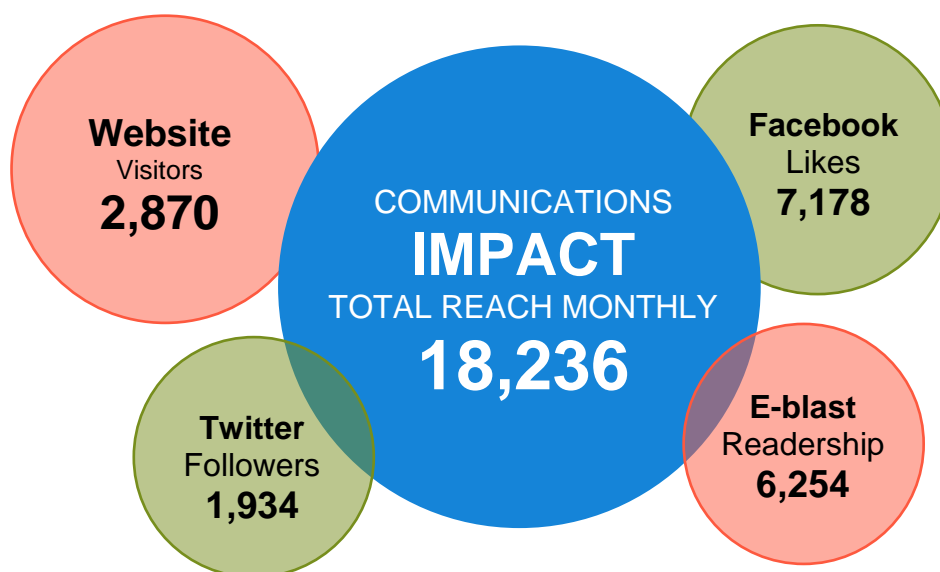 Website
Visitors
2,870
COMMUNICATIONS
IMPACT
TOTAL REACH MONTHLY
18,236
Facebook
Likes
7,178
Twitter
Followers
1,934
E-blast
Readership
6,254